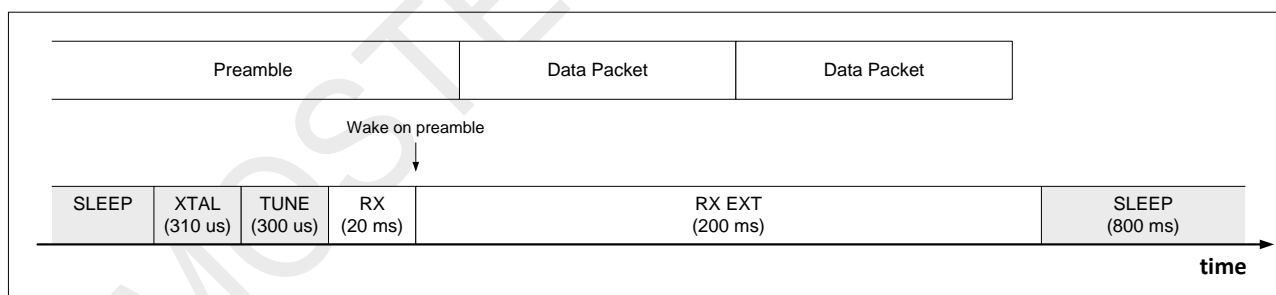 Preamble Data Packet Data Packet
Wake on preamble
SLEEP XTAL TUNE RX RX EXT SLEEP
(310 us) (300 us) (20 ms) (200 ms) (800 ms)
time
MOSTE